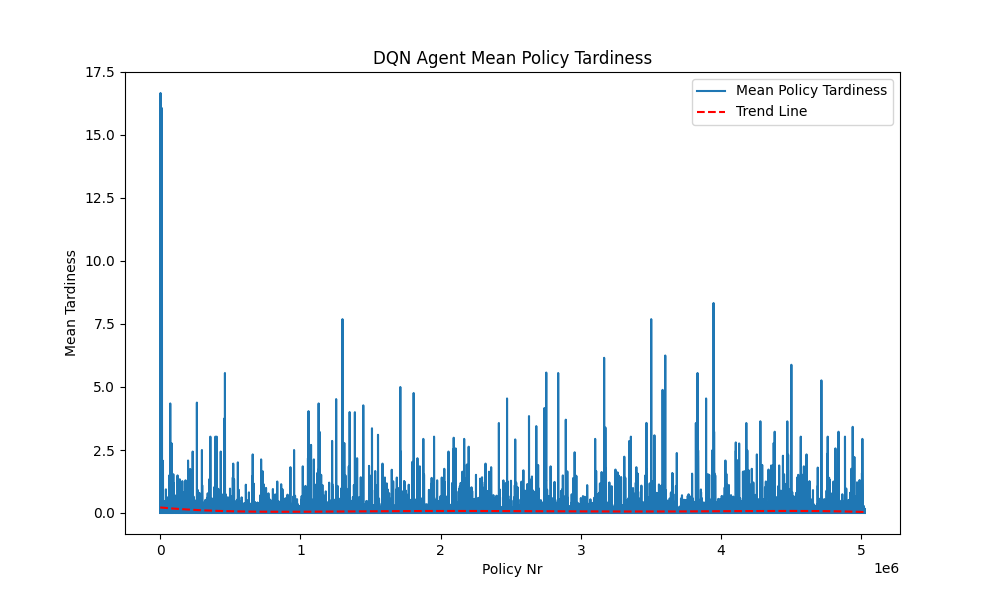 DQN Agent Mean Policy Tardiness
17.5
15.0
12.5
10.0
7.5
5.0
2.5
0.0
Mean Tardiness
Mean Policy Tardiness
Trend Line
0
1
2
3
4
5
1e6
Policy Nr